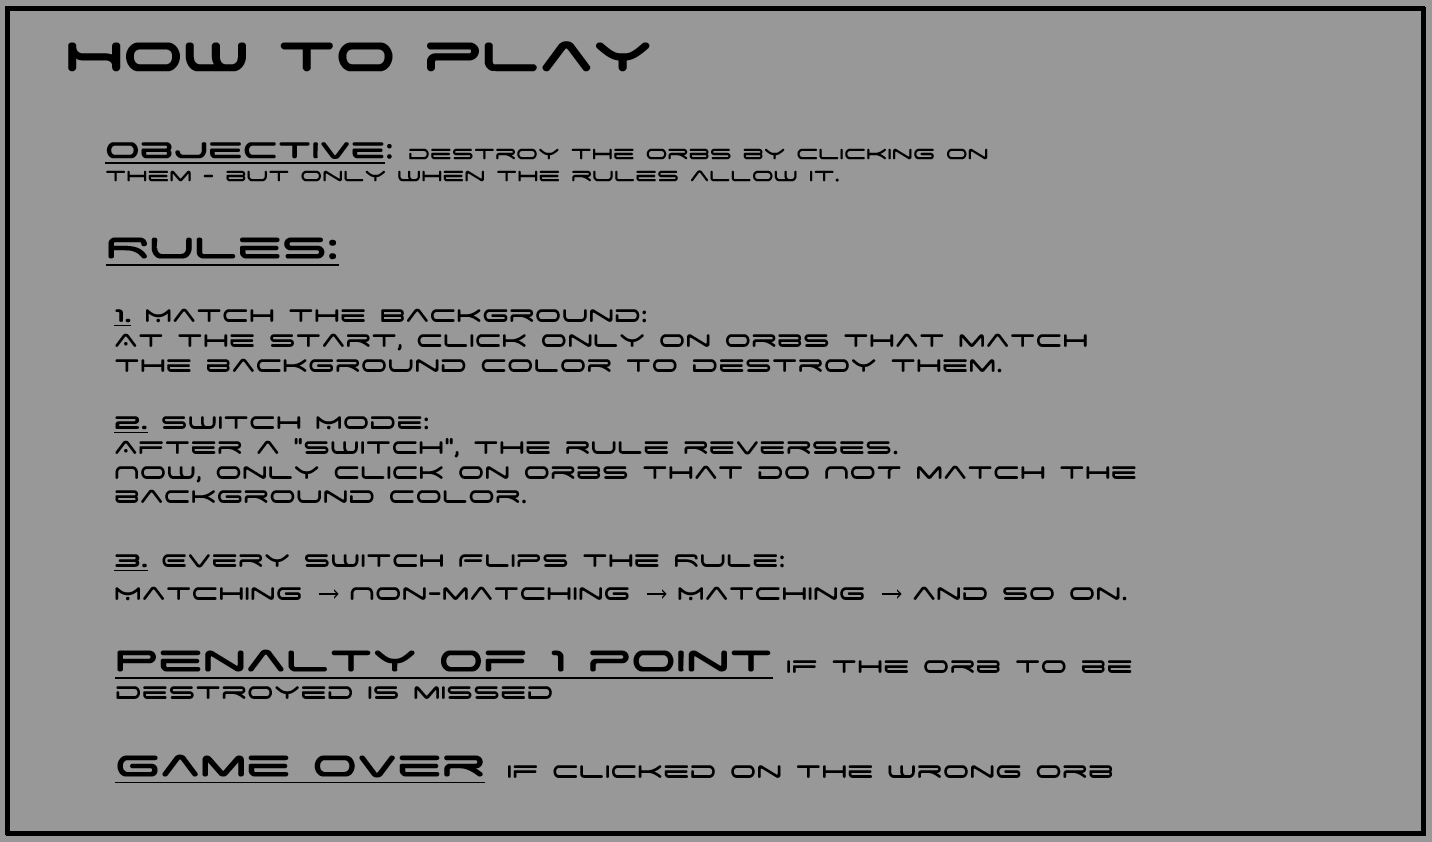 HOW TO PLAY
OBJECTIVE: DESTROY THE ORBS BY CLICKING ON
THEM - BUT ONLY WHEN THE RULES ALLOW IT.
RULES:
1. MATCH THE BACKGROUND:
AT THE START, CLICK ONLY ON ORBS THAT MATCH
THE BACKGROUND COLOR TO DESTROY THEM.
2. SWITCH MODE:
AFTER A "SWITCH", THE RULE REVERSES.
NOW, ONLY CLICK ON ORBS THAT DO NOT MATCH THE
BACKGROUND COLOR.
3. EVERY SWITCH FLIPS THE RULE:
MATCHING → NON-MATCHING → MATCHING → AND SO ON.
PENALTY OF 1 POINT IF THE ORB TO BE
DESTROYED IS MISSED
GAME OVER IF CLICKED ON THE WRONG ORB